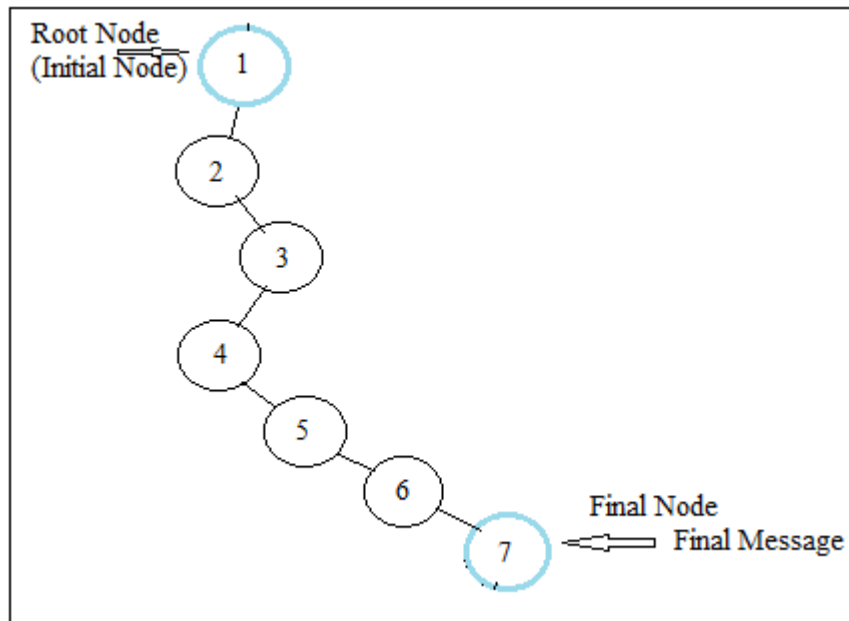 Root Node
(Initial Node)
1
2
3
4
5
6
7
Final Node
Final Message